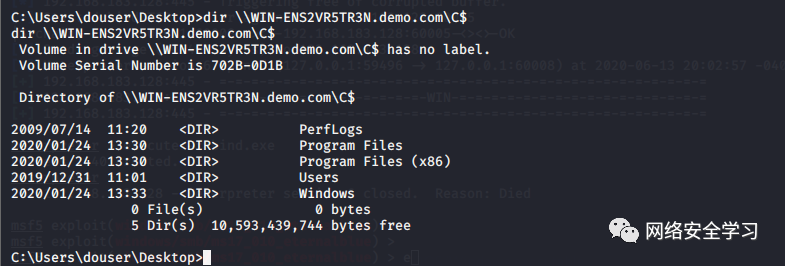 C:\Users\douser\Desktop>dir \\WIN-ENS2VR5TR3N.demo.com\C$
dir \\WIN-ENS2VR5TR3N.demo.com\C$
 Volume in drive \\WIN-ENS2VR5TR3N.demo.com\C$ has no label.
 Volume Serial Number is 702B-0D1B

 Directory of \\WIN-ENS2VR5TR3N.demo.com\C$

2009/07/14  11:20    <DIR>          PerfLogs
2020/01/24  13:30    <DIR>          Program Files
2020/01/24  13:30    <DIR>          Program Files (x86)
2019/12/31  11:01    <DIR>          Users
2020/01/24  13:33    <DIR>          Windows
               0 File(s)              0 bytes
               5 Dir(s)  10,593,439,744 bytes free

C:\Users\douser\Desktop>
网络安全学习